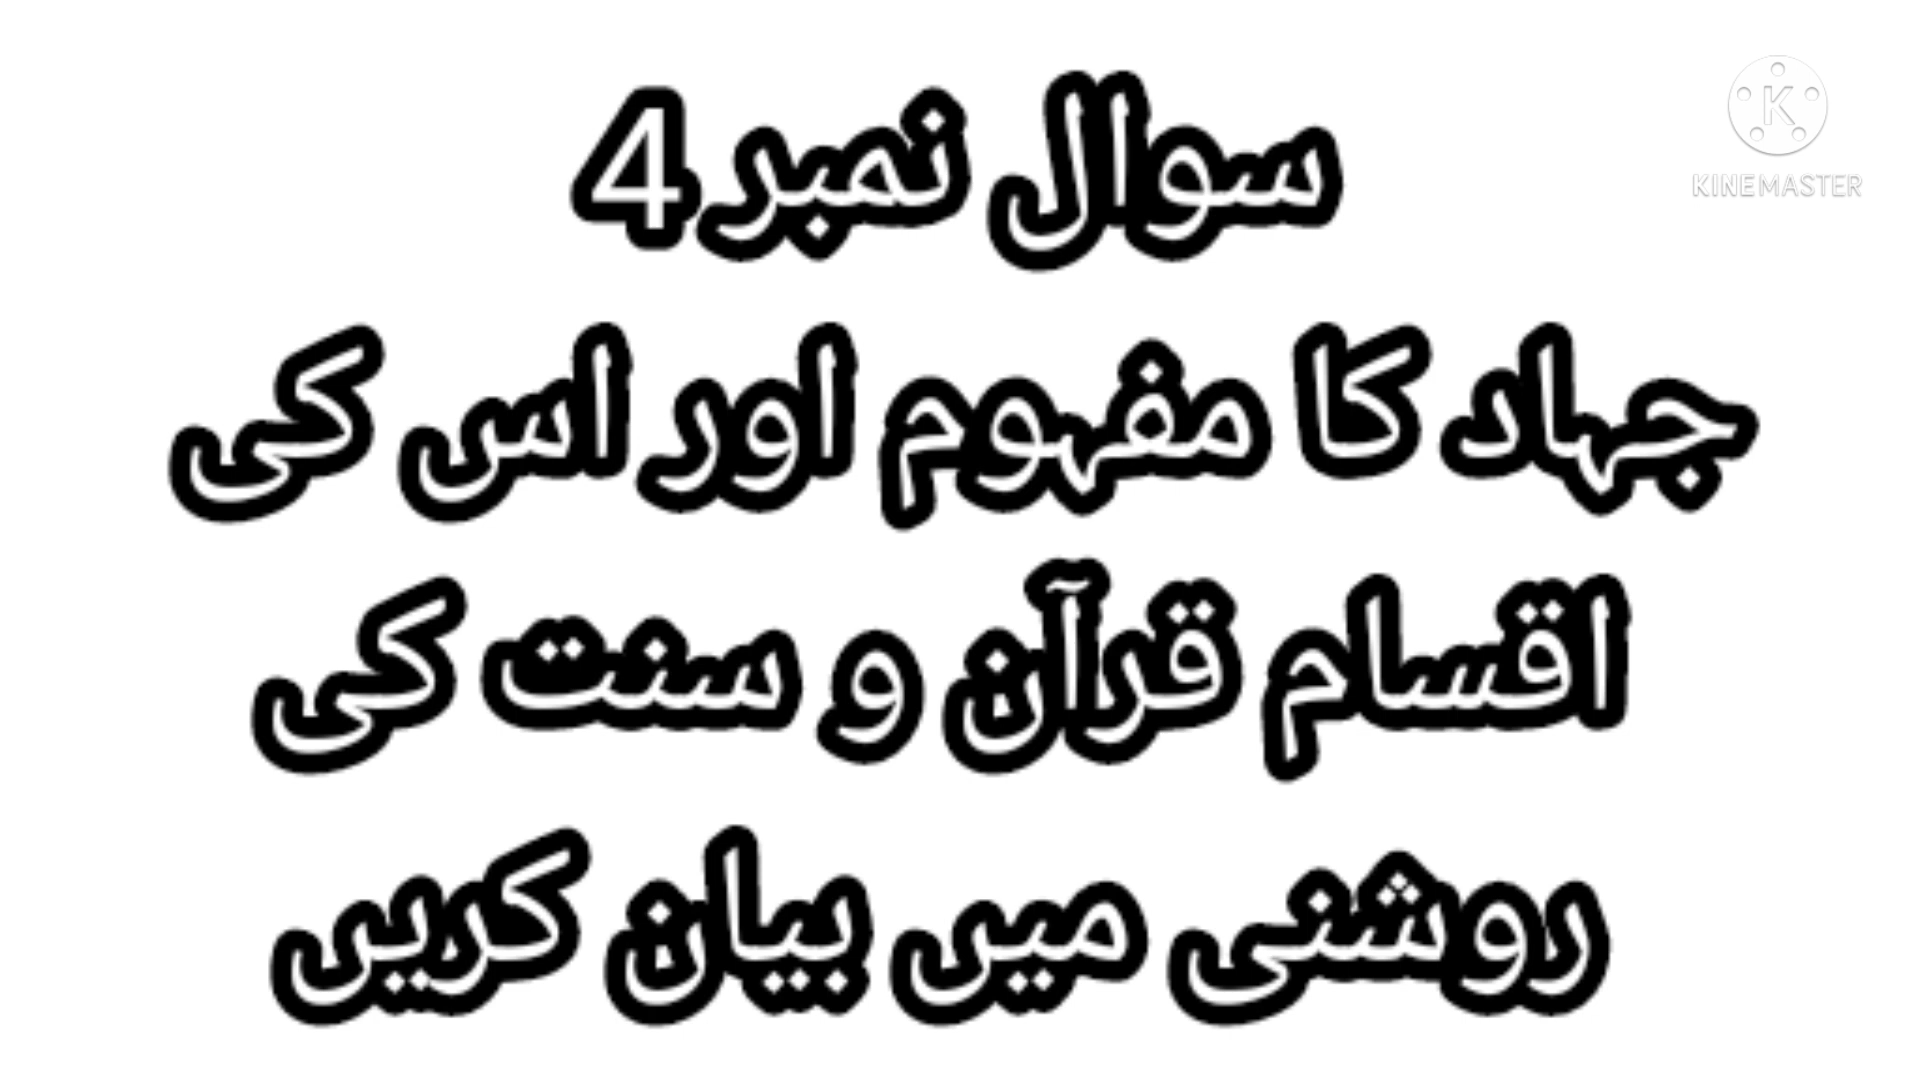 سوال نمبر 4
KINEMASTER
جہاد کا مفہوم اور اس کی
اقسام قرآن و سنت کی
روشنی میں بیان کریں